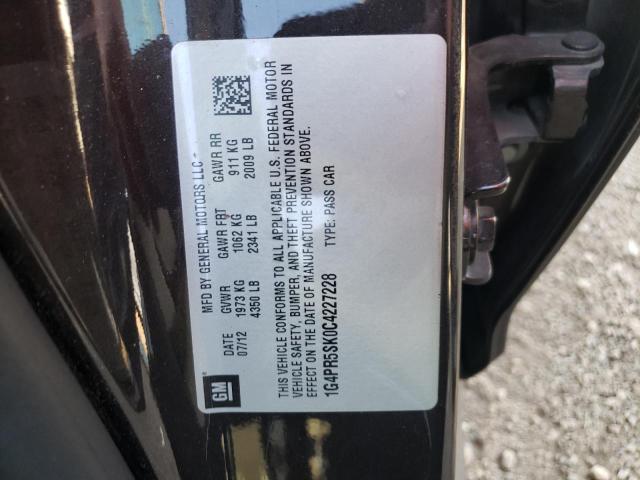 GM
MFD BY GENERAL MOTORS LLC
DATE GVWR GAWR FRT GAWR RR
07/12 1973 KG 1062 KG 911 KG
4350 LB 2341 LB 2009 LB
THIS VEHICLE CONFORMS TO ALL APPLICABLE U.S. FEDERAL MOTOR
VEHICLE SAFETY, BUMPER, AND THEFT PREVENTION STANDARDS IN
EFFECT ON THE DATE OF MANUFACTURE SHOWN ABOVE.
1G4PR5SK0C4227228 TYPE: PASS CAR